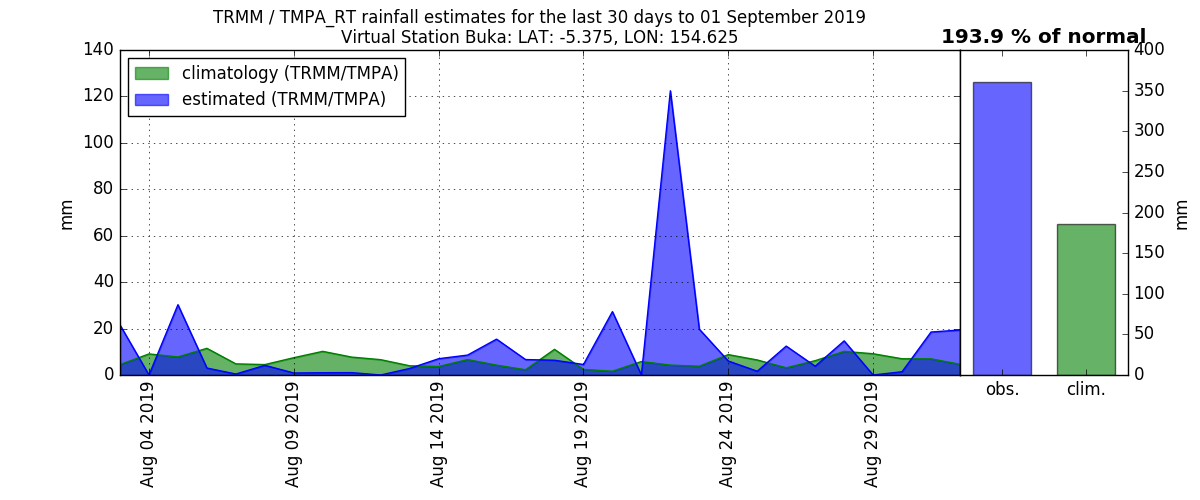 TRMM / TMPA_RT rainfall estimates for the last 30 days to 01 September 2019
Virtual Station Buka: LAT: -5.375, LON: 154.625
193.9 % of normal
climatology (TRMM/TMPA)
estimated (TRMM/TMPA)
140
120
100
80
60
40
20
0
mm
Aug 04 2019
Aug 09 2019
Aug 14 2019
Aug 19 2019
Aug 24 2019
Aug 29 2019
400
350
300
250
200
150
100
50
0
mm
obs.
clim.